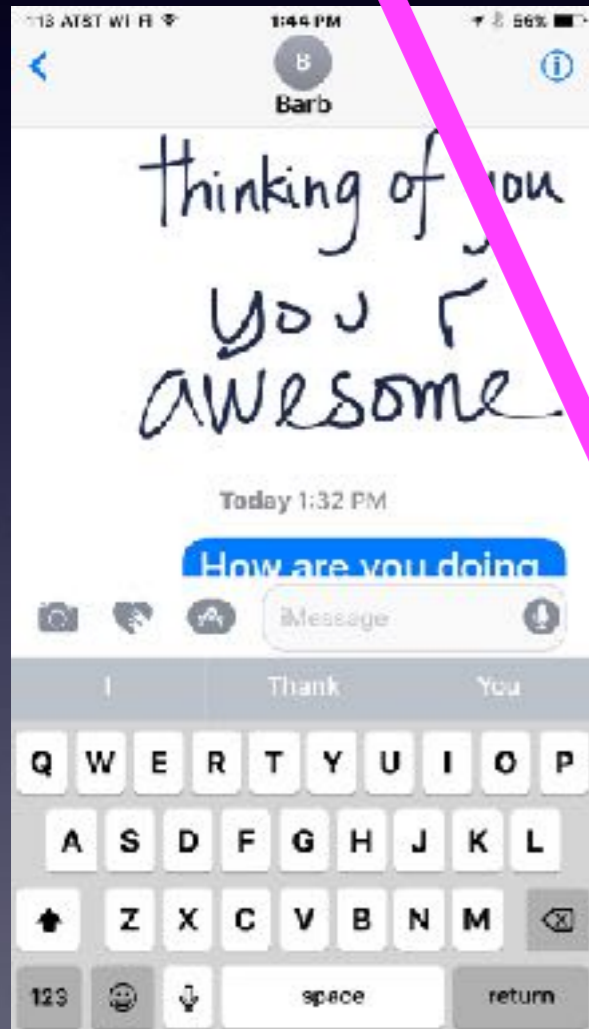 AT&T Wi-Fi 1:44 PM 56%
B
Barb
thinking of you
you r
awesome
Today 1:32 PM
How are you doing
iMessage
I Thank You
Q W E R T Y U I O P
A S D F G H J K L
Z X C V B N M
123 space return